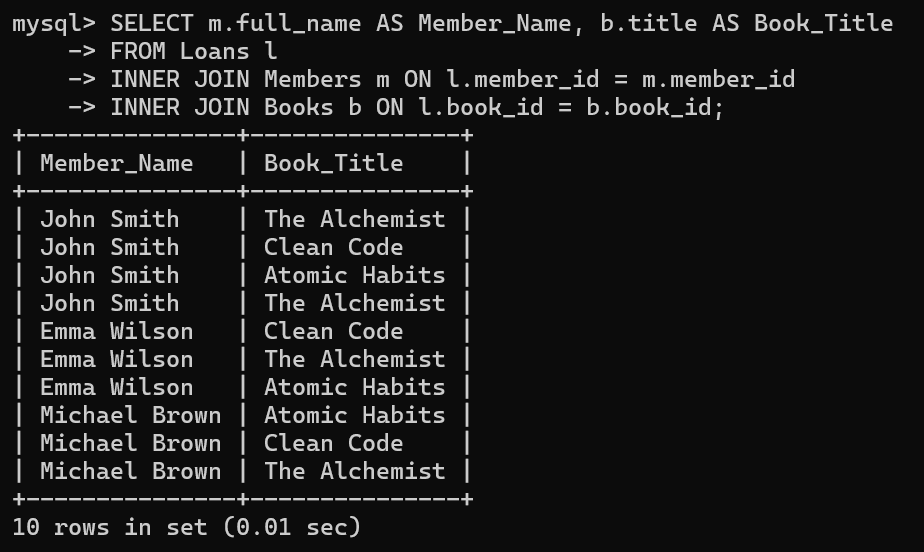 mysql> SELECT m.full_name AS Member_Name, b.title AS Book_Title
    -> FROM Loans l
    -> INNER JOIN Members m ON l.member_id = m.member_id
    -> INNER JOIN Books b ON l.book_id = b.book_id;
+---------------+----------------+
| Member_Name   | Book_Title    |
+---------------+----------------+
| John Smith    | The Alchemist |
| John Smith    | Clean Code    |
| John Smith    | Atomic Habits |
| John Smith    | The Alchemist |
| Emma Wilson   | Clean Code    |
| Emma Wilson   | The Alchemist |
| Emma Wilson   | Atomic Habits |
| Michael Brown | Atomic Habits |
| Michael Brown | Clean Code    |
| Michael Brown | The Alchemist |
+---------------+----------------+
10 rows in set (0.01 sec)